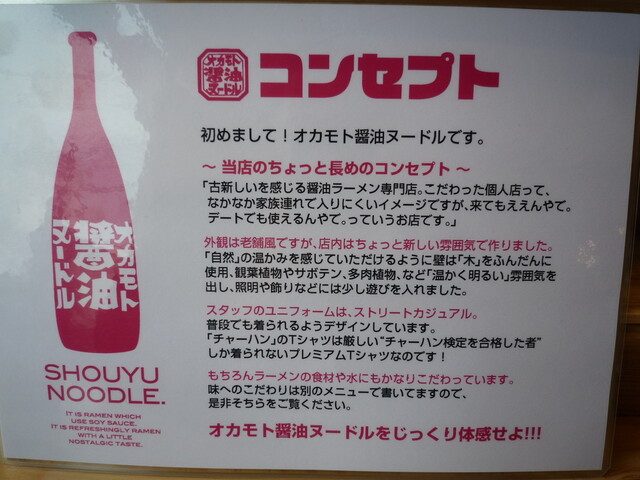 オカモト
醤油
ヌードル
コンセプト
初めまして！オカモト醤油ヌードルです。
～ 当店のちょっと長めのコンセプト ～
「古新しいを感じる醤油ラーメン専門店。こだわった個人店って、
なかなか家族連れで入りにくいイメージですが、来てもええんやで。
デートでも使えるんやで。っていうお店です。」
外観は老舗風ですが、店内はちょっと新しい雰囲気で作りました。
「自然」の温かみを感じていただけるように壁は「木」をふんだんに
使用、観葉植物やサボテン、多肉植物、など「温かく明るい」雰囲気を
出し、照明や飾りなどには少し遊びを入れました。
スタッフのユニフォームは、ストリートカジュアル。
普段でも着られるようデザインしています。
「チャーハン」のTシャツは厳しい“チャーハン検定を合格した者”
しか着られないプレミアムTシャツなのです！
もちろんラーメンの食材や水にもかなりこだわっています。
味へのこだわりは別のメニューで書いてますので、
是非そちらをご覧ください。
オカモト醤油ヌードルをじっくり体感せよ!!!
オカモト
醤油
ヌードル
SHOUYU
NOODLE.
IT IS RAMEN WHICH
USE SOY SAUCE.
IT IS REFRESHINGLY RAMEN
WITH A LITTLE
NOSTALGIC TASTE.